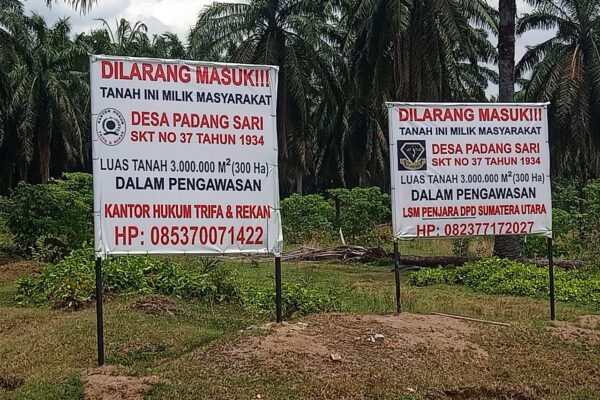 DILARANG MASUK!!!
TANAH INI MILIK MASYARAKAT
DESA PADANG SARI
SKT NO 37 TAHUN 1934
LUAS TANAH 3.000.000 M²(300 Ha)
DALAM PENGAWASAN
KANTOR HUKUM TRIFA & REKAN
HP: 085370071422
DILARANG MASUK!!!
TANAH INI MILIK MASYARAKAT
DESA PADANG SARI
SKT NO 37 TAHUN 1934
LUAS TANAH 3.000.000 M²(300 Ha)
DALAM PENGAWASAN
LSM PENJARA DPD SUMATERA UTARA
HP: 082377172027